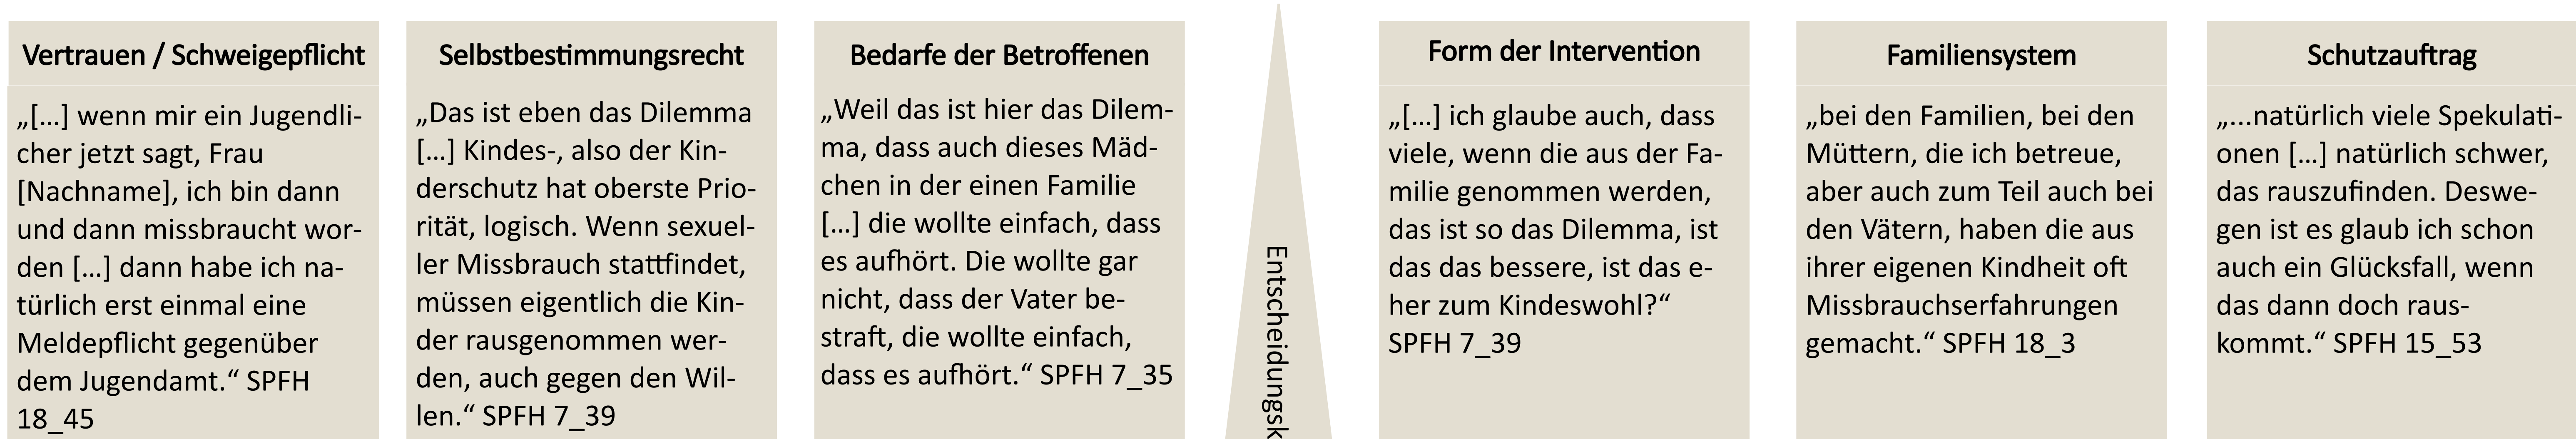 Vertrauen / Schweigepflicht
„[…] wenn mir ein Jugendli-
cher jetzt sagt, Frau
[Nachname], ich bin dann
und dann missbraucht wor-
den […] dann habe ich na-
türlich erst einmal eine
Meldepflicht gegenüber
dem Jugendamt.“ SPFH
18_45
Selbstbestimmungsrecht
„Das ist eben das Dilemma
[…] Kindes-, also der Kin-
derschutz hat oberste Prio-
rität, logisch. Wenn sexuel-
ler Missbrauch stattfindet,
müssen eigentlich die Kin-
der rausgenommen wer-
den, auch gegen den Wil-
len.“ SPFH 7_39
Bedarfe der Betroffenen
„Weil das ist hier das Dilem-
ma, dass auch dieses Mäd-
chen in der einen Familie
[…] die wollte einfach, dass
es aufhört. Die wollte gar
nicht, dass der Vater be-
straft, die wollte einfach,
dass es aufhört.“ SPFH 7_35
Entscheidungsk
Form der Intervention
„[…] ich glaube auch, dass
viele, wenn die aus der Fa-
milie genommen werden,
das ist so das Dilemma, ist
das das bessere, ist das e-
her zum Kindeswohl?“
SPFH 7_39
Familiensystem
„bei den Familien, bei den
Müttern, die ich betreue,
aber auch zum Teil auch bei
den Vätern, haben die aus
ihrer eigenen Kindheit oft
Missbrauchserfahrungen
gemacht.“ SPFH 18_3
Schutzauftrag
„...natürlich viele Spekulati-
onen […] natürlich schwer,
das rauszufinden. Deswe-
gen ist es glaub ich schon
auch ein Glücksfall, wenn
das dann doch raus-
kommt.“ SPFH 15_53